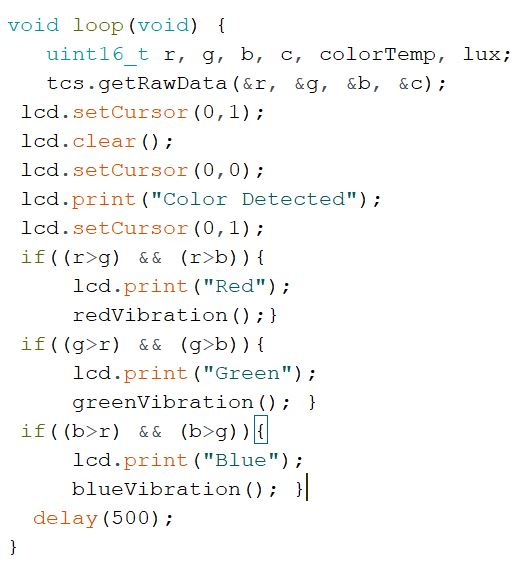 void loop(void) {
uint16_t r, g, b, c, colorTemp, lux;
tcs.getRawData(&r, &g, &b, &c);
lcd.setCursor(0,1);
lcd.clear();
lcd.setCursor(0,0);
lcd.print("Color Detected");
lcd.setCursor(0,1);
if((r>g) && (r>b)){
lcd.print("Red");
redVibration();}
if((g>r) && (g>b)){
lcd.print("Green");
greenVibration(); }
if((b>r) && (b>g)){
lcd.print("Blue");
blueVibration(); }
delay(500);
}